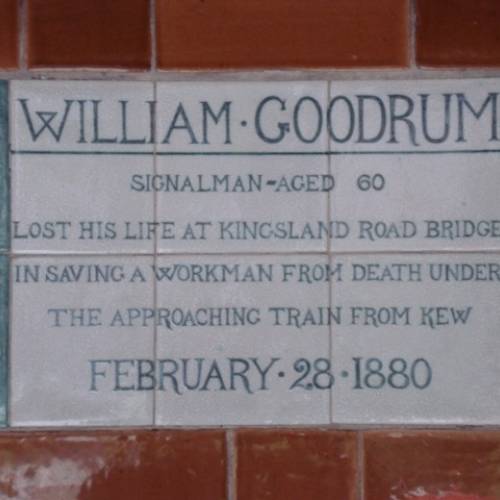 WILLIAM · GOODRUM
SIGNALMAN-AGED 60
LOST HIS LIFE AT KINGSLAND ROAD BRIDGE
IN SAVING A WORKMAN FROM DEATH UNDER
THE APPROACHING TRAIN FROM KEW
FEBRUARY · 28 · 1880